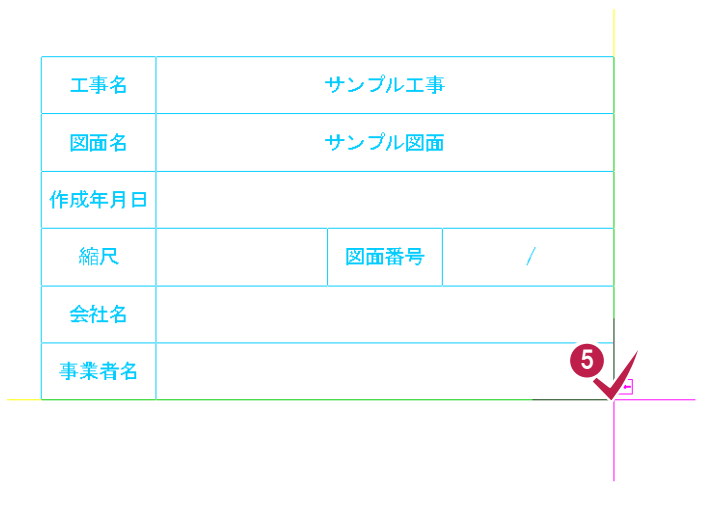 工事名 サンプル工事
図面名 サンプル図面
作成年月日
縮尺 図面番号 /
会社名
事業者名
5